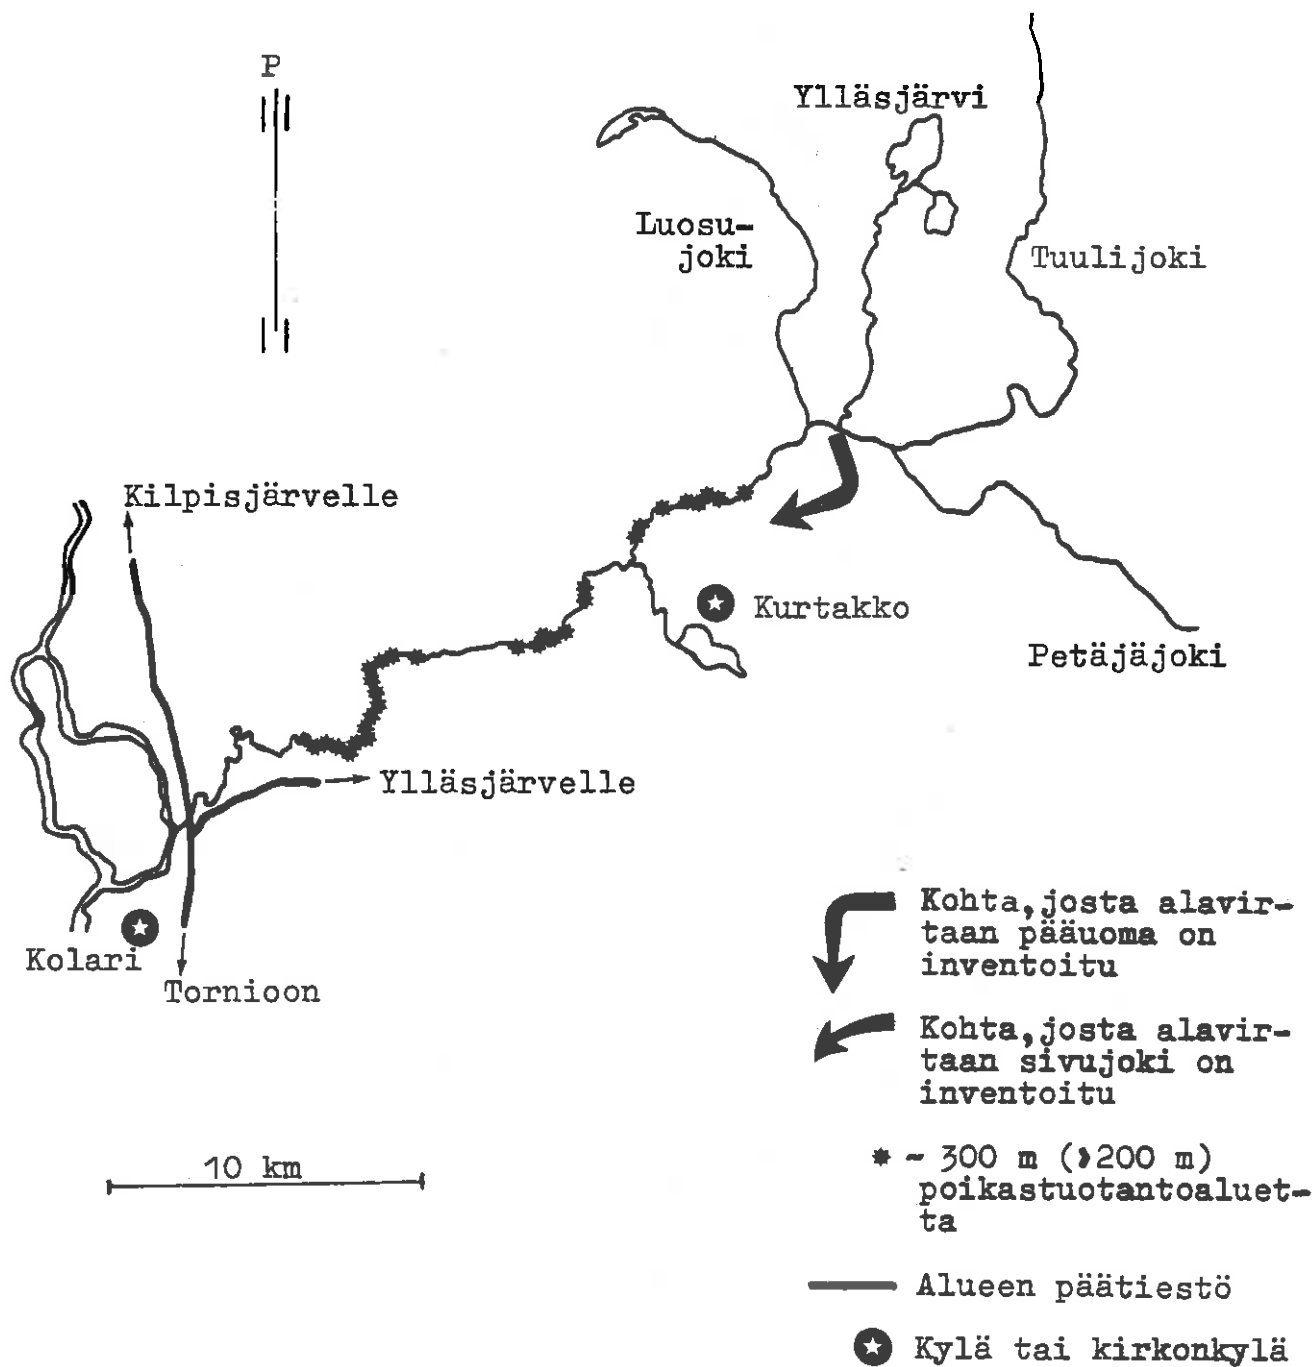 P
Ylläsjärvi
Luosu-
joki
Tuulijoki
Kilpisjärvelle
Kurtakko
Petäjäjoki
Ylläsjärvelle
Kolari
Tornioon
10 km
Kohta, josta alavir-
taan pääuoma on
inventoitu
Kohta, josta alavir-
taan sivujoki on
inventoitu
~ 300 m (>200 m)
poikastuotantoaluet-
ta
Alueen päätiestö
Kylä tai kirkonkylä